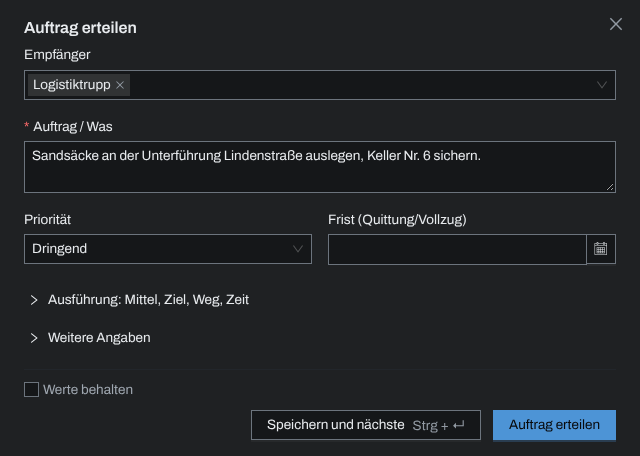 Auftrag erteilen
Empfänger
Logistiktrupp
* Auftrag / Was
Sandsäcke an der Unterführung Lindenstraße auslegen, Keller Nr. 6 sichern.
Priorität
Frist (Quittung/Vollzug)
Dringend
Ausführung: Mittel, Ziel, Weg, Zeit
Weitere Angaben
Werte behalten
Speichern und nächste Strg + ↵
Auftrag erteilen